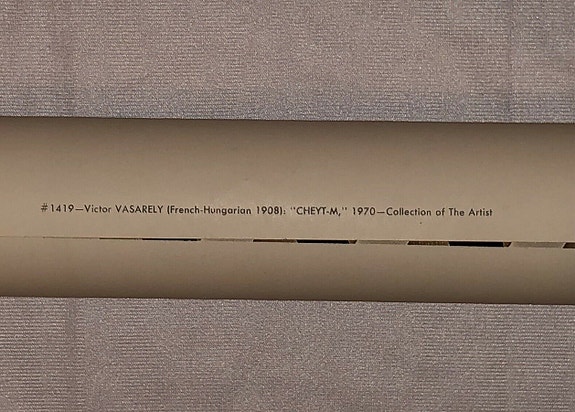 #1419—Victor VASARELY (French-Hungarian 1908): "CHEYT-M," 1970—Collection of The Artist